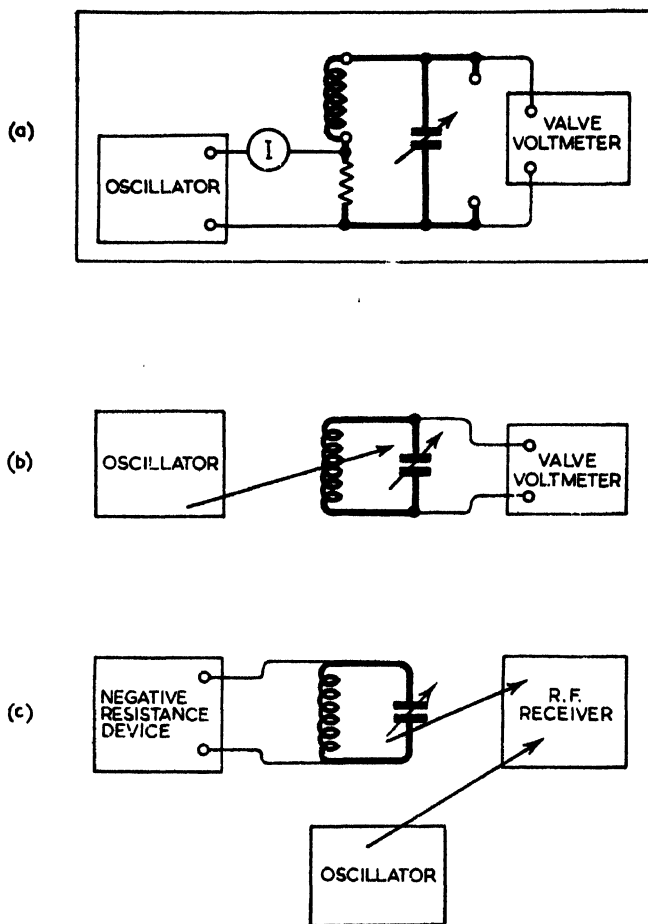 (a)
OSCILLATOR
I
VALVE
VOLTMETER
(b)
OSCILLATOR
VALVE
VOLTMETER
(c)
NEGATIVE
RESISTANCE
DEVICE
R.F.
RECEIVER
OSCILLATOR